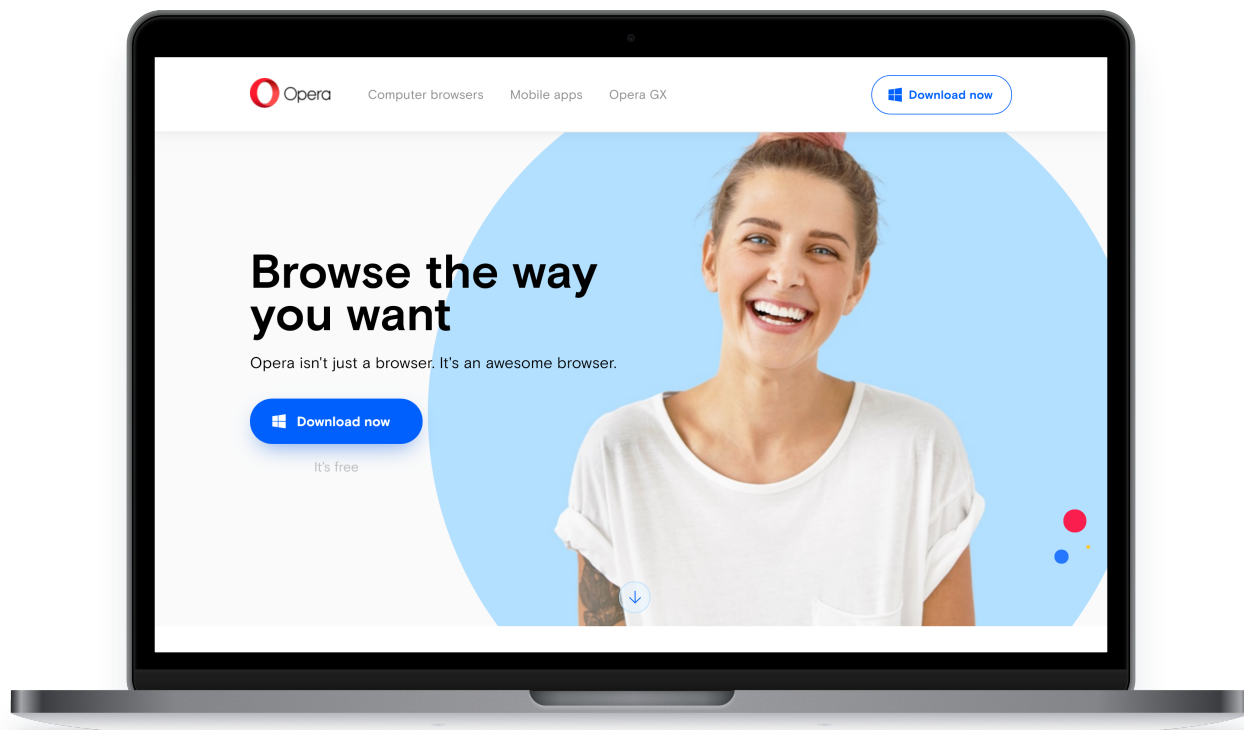 Opera
Computer browsers
Mobile apps
Opera GX
Download now
Browse the way
you want
Opera isn't just a browser. It's an awesome browser.
Download now
It's free